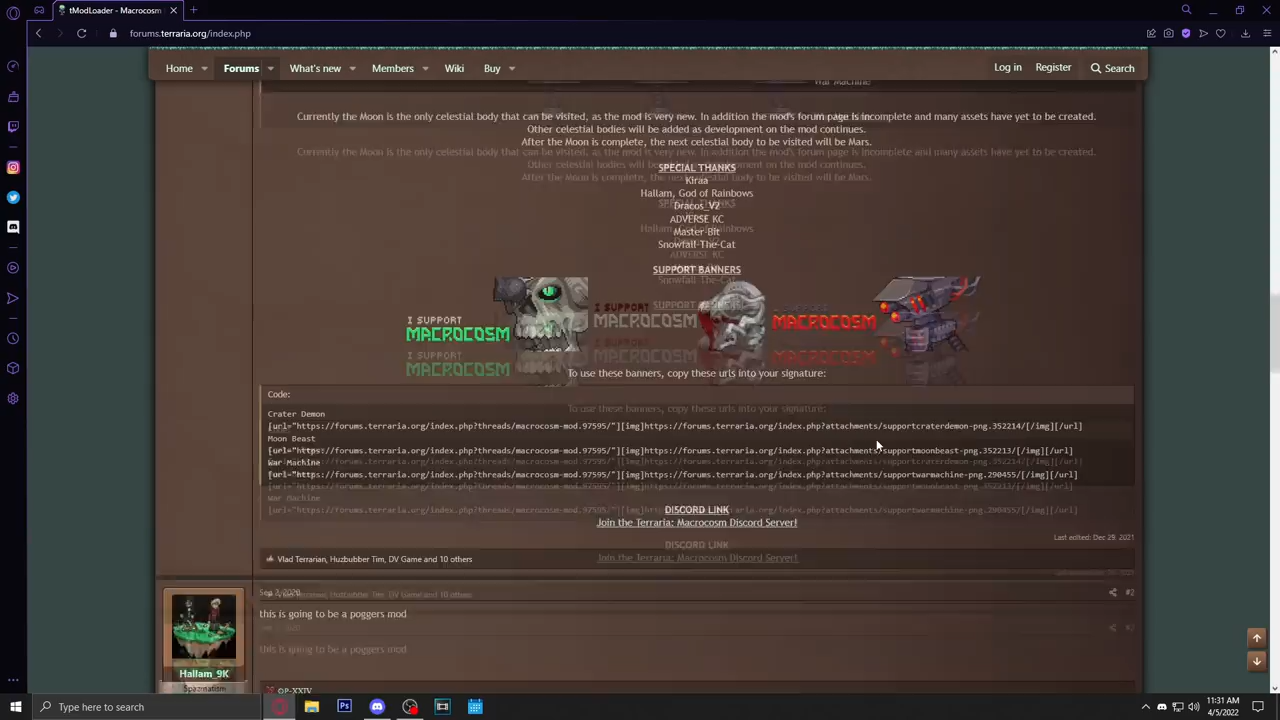 tModLoader
forums.terraria.org/index.php
Home Forums What's new Members Wiki Buy Log in Register Search
War Machine
Currently the Moon is the only celestial body that can be visited, as the mod is very new. In addition the mod's forum page is incomplete and many assets have yet to be created.
Other celestial bodies will be added as development on the mod continues.
After the Moon is complete, the next celestial body to be visited will be Mars.
SPECIAL THANKS
Kiraa
Hallam, God of Rainbows
Dracos_V2
ADVERSE KC
Master Bit
Snowfall-The-Cat
SUPPORT BANNERS
I SUPPORT MACROCOSM
I SUPPORT MACROCOSM
I SUPPORT MACROCOSM
To use these banners, copy these urls into your signature:
Code:
Crater Demon
[url="https://forums.terraria.org/index.php?threads/macrocosm-mod.97595/"][img]https://forums.terraria.org/index.php?attachments/supportcraterdemon-png.352214/[/img][/url]
Moon Beast
[url="https://forums.terraria.org/index.php?threads/macrocosm-mod.97595/"][img]https://forums.terraria.org/index.php?attachments/supportmoonbeast-png.352213/[/img][/url]
War Machine
[url="https://forums.terraria.org/index.php?threads/macrocosm-mod.97595/"][img]https://forums.terraria.org/index.php?attachments/supportwarmachine-png.290455/[/img][/url]
DISCORD LINK
Join the Terraria: Macrocosm Discord Server!
Last edited: Dec 29, 2021
Vlad Terrarian, Huzbubber Tim, DV Game and 10 others
Sep 2, 2020 #2
this is going to be a poggers mod
Hallam_9K
Spazmatism
OP-XXIV
Type here to search
11:31 AM
4/5/2022